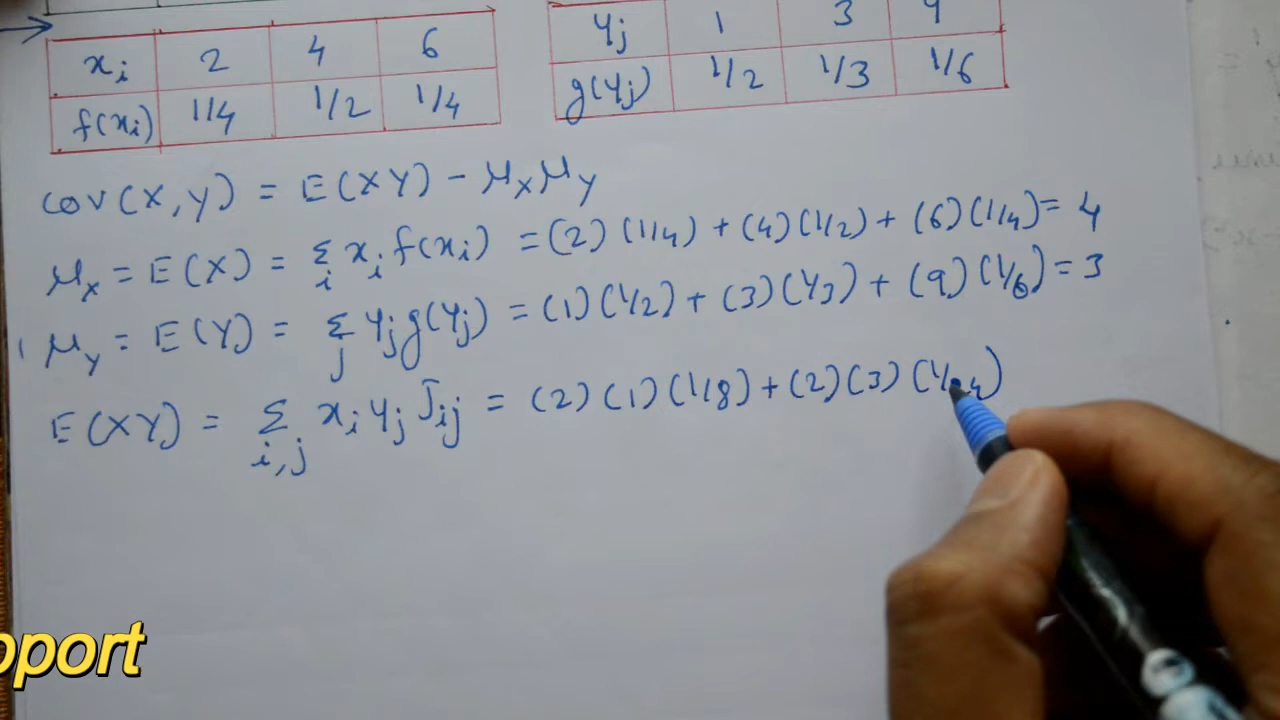 xi 2 4 6
f(xi) 1/4 1/2 1/4
yj 1 3 9
g(yj) 1/2 1/3 1/6
cov(X,Y) = E(XY) - μXμY
μX = E(X) = Σi xi f(xi) = (2)(1/4) + (4)(1/2) + (6)(1/4) = 4
μY = E(Y) = Σj yj g(yj) = (1)(1/2) + (3)(1/3) + (9)(1/6) = 3
E(XY) = Σi,j xi yj Jij = (2)(1)(1/8) + (2)(3)(1/24)